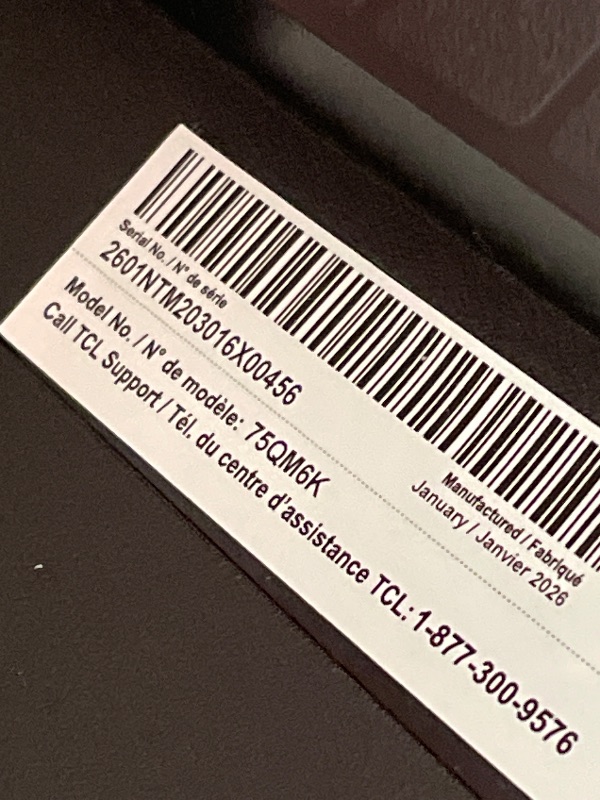 Serial No. / N° de série
2601NTM203016X00456
Manufactured / Fabriqué
January / Janvier 2026
Model No. / N° de modèle: 75QM6K
Call TCL Support / Tél. du centre d'assistance TCL: 1-877-300-9576